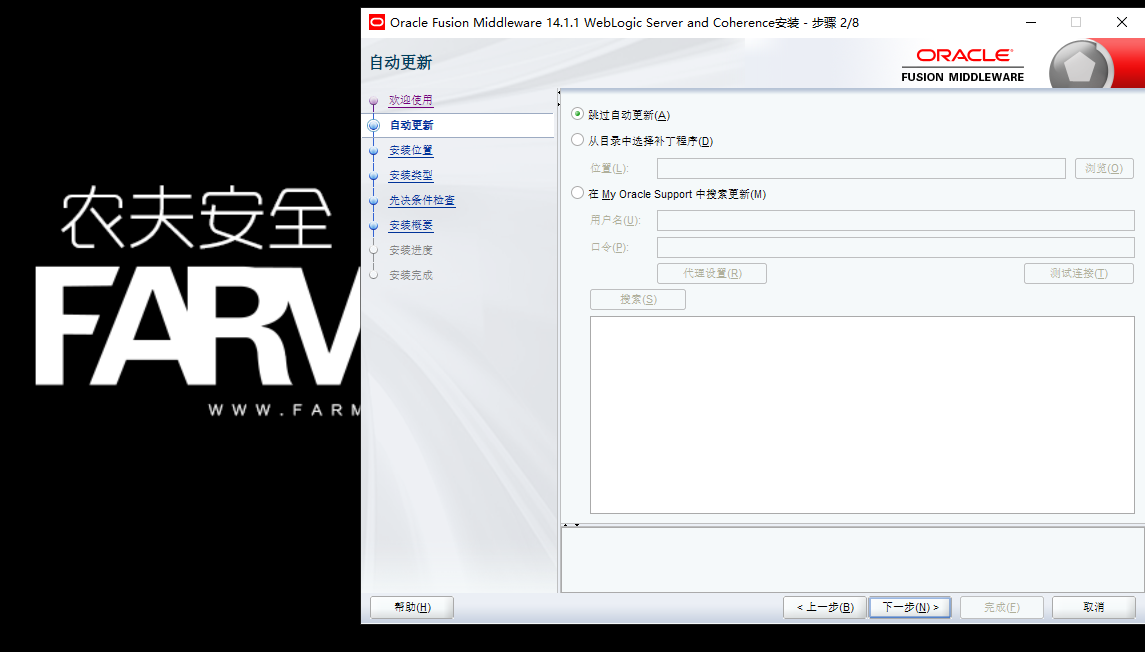 Oracle Fusion Middleware 14.1.1 WebLogic Server and Coherence安装 - 步骤 2/8
自动更新
ORACLE®
FUSION MIDDLEWARE
欢迎使用
自动更新
安装位置
安装类型
先决条件检查
安装概要
安装进度
安装完成
跳过自动更新(A)
从目录中选择补丁程序(D)
位置(L):
浏览(O)
在 My Oracle Support 中搜索更新(M)
用户名(U):
口令(P):
代理设置(R)
测试连接(T)
搜索(S)
帮助(H)
< 上一步(B)
下一步(N) >
完成(F)
取消
农夫安全
FARM
WWW.FARM